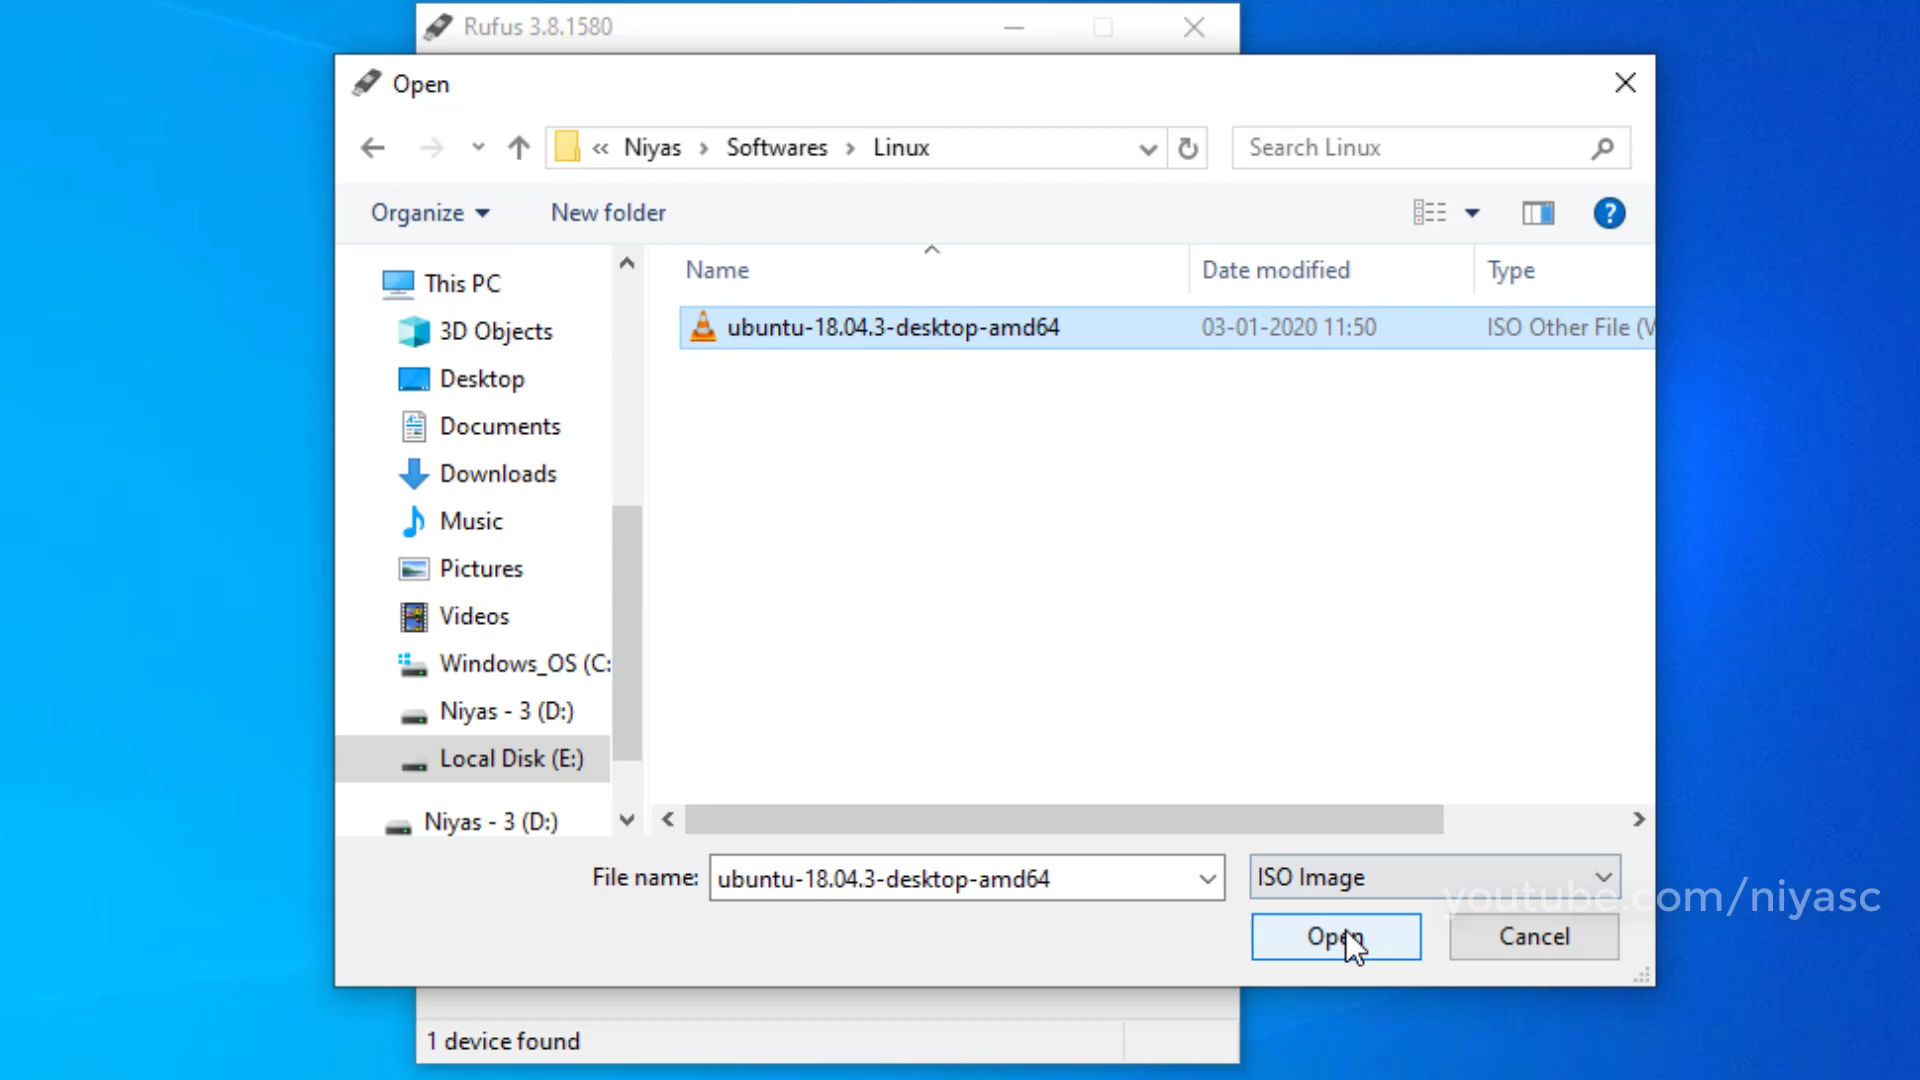 Rufus 3.8.1580
Open
« Niyas › Softwares › Linux
Search Linux
Organize
New folder
?
Name
Date modified
Type
This PC
3D Objects
Desktop
Documents
Downloads
Music
Pictures
Videos
Windows_OS (C:
Niyas - 3 (D:)
Local Disk (E:)
Niyas - 3 (D:)
ubuntu-18.04.3-desktop-amd64
03-01-2020 11:50
ISO Other File (V
File name:
ubuntu-18.04.3-desktop-amd64
ISO Image
youtube.com/niyasc
Open
Cancel
1 device found